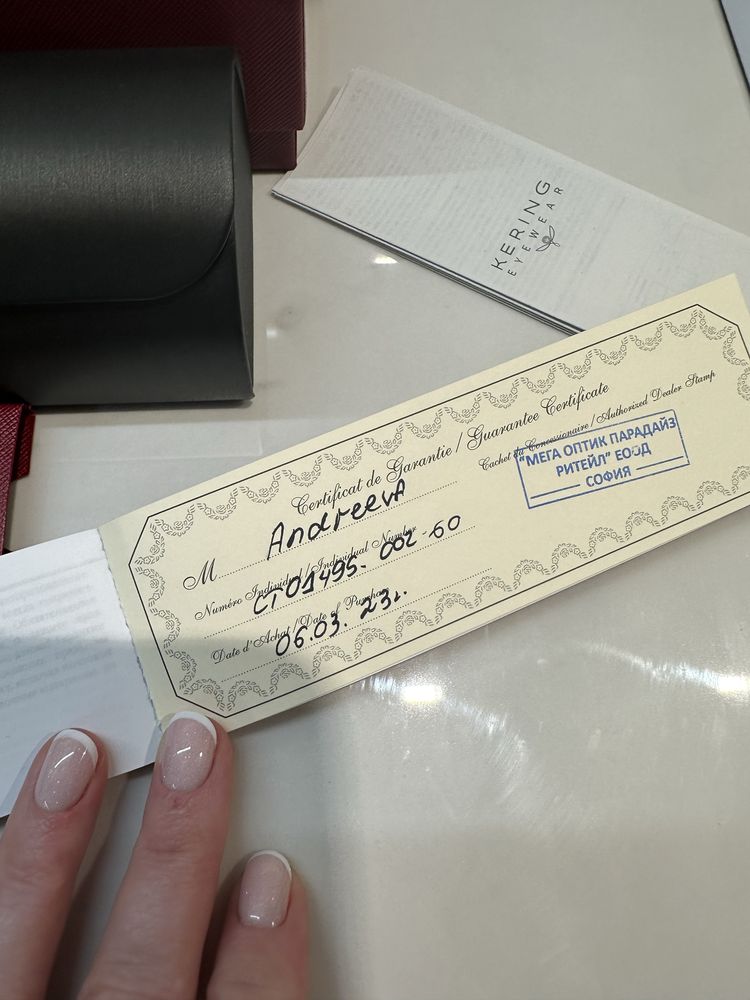 KERING
EYEWEAR
Certificat de Garantie / Guarantee Certificate
Cachet du Concessionaire / Authorized Dealer Stamp
"МЕГА ОПТИК ПАРАДАЙЗ
РИТЕЙЛ" ЕООД
СОФИЯ
M Andreeva
Numéro Individuel / Individual Number
CT01495-002-60
Date d'Achat / Date of Purchase
06.03.23г.